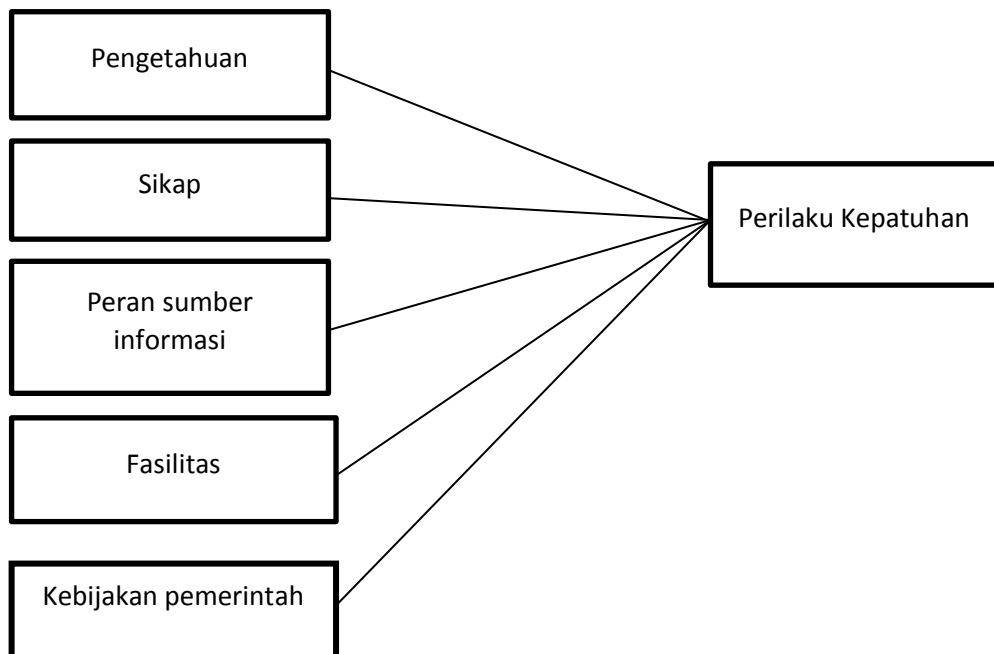 Pengetahuan
Sikap
Peran sumber
informasi
Fasilitas
Kebijakan pemerintah
Perilaku Kepatuhan